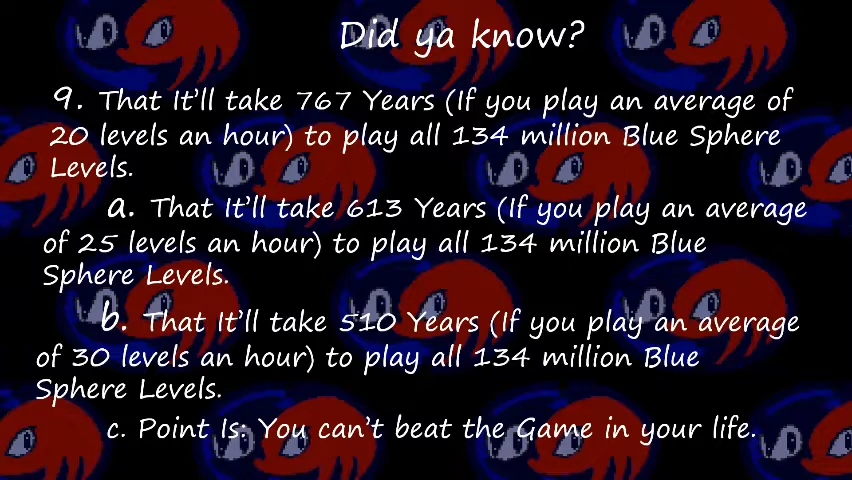 Did ya know?
9. That It'll take 767 Years (If you play an average of
20 levels an hour) to play all 134 million Blue Sphere
Levels.
a. That It'll take 613 Years (If you play an average
of 25 levels an hour) to play all 134 million Blue
Sphere Levels.
b. That It'll take 510 Years (If you play an average
of 30 levels an hour) to play all 134 million Blue
Sphere Levels.
c. Point Is: You can't beat the Game in your life.